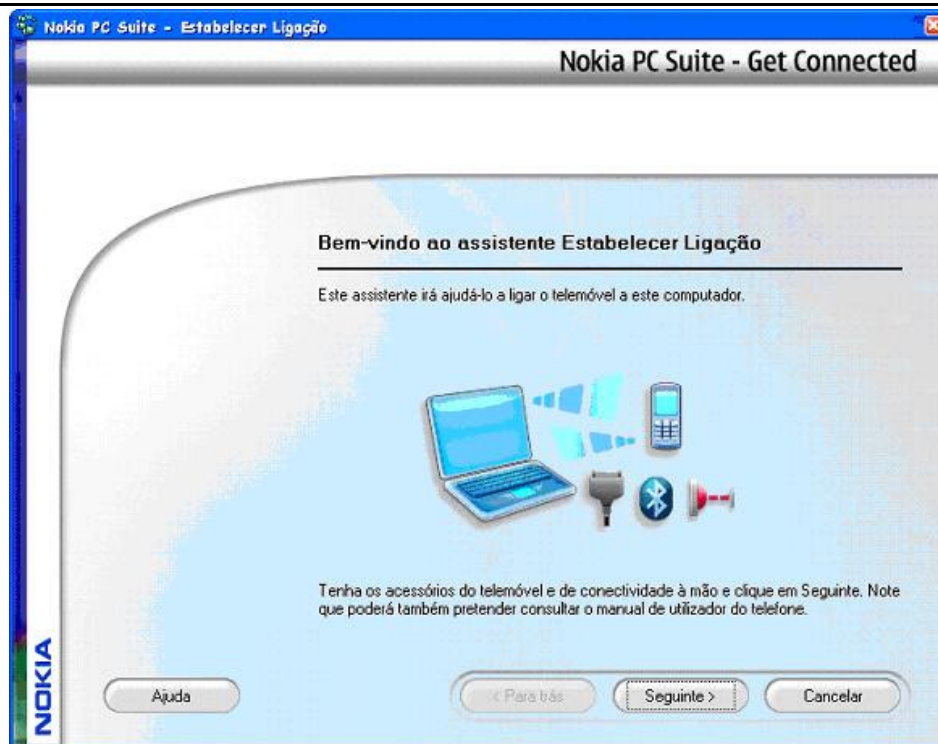 Nokia PC Suite - Estabelecer Ligação
Nokia PC Suite - Get Connected
Bem-vindo ao assistente Estabelecer Ligação
Este assistente irá ajudá-lo a ligar o telemóvel a este computador.
Tenha os acessórios do telemóvel e de conectividade à mão e clique em Seguinte. Note
que poderá também pretender consultar o manual de utilizador do telefone.
NOKIA
Ajuda
< Para trás
Seguinte >
Cancelar